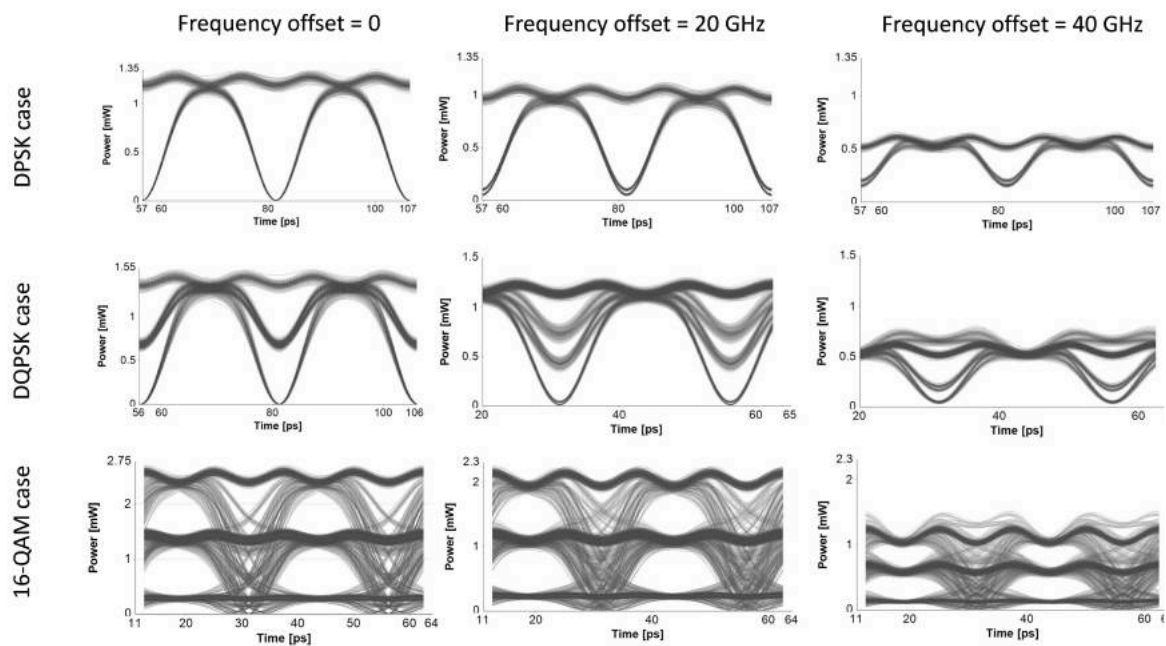 Frequency offset = 0
Frequency offset = 20 GHz
Frequency offset = 40 GHz
DPSK case
Power [mW]
1.35
1
0.5
0
57 60 80 100 107
Time [ps]
Power [mW]
1.35
1
0.5
0
57 60 80 100 107
Time [ps]
Power [mW]
1.35
1
0.5
0
57 60 80 100 107
Time [ps]
DQPSK case
Power [mW]
1.55
1
0.5
0
56 60 80 100 106
Time [ps]
Power [mW]
1.5
1
0.5
0
20 40 60 65
Time [ps]
Power [mW]
1.5
1
0.5
0
20 40 60
Time [ps]
16-QAM case
Power [mW]
2.75
2
1
0
11 20 30 40 50 60 64
Time [ps]
Power [mW]
2.3
2
1
0
11 20 40 60 64
Time [ps]
Power [mW]
2.3
2
1
0
11 20 40 60 6
Time [ps]